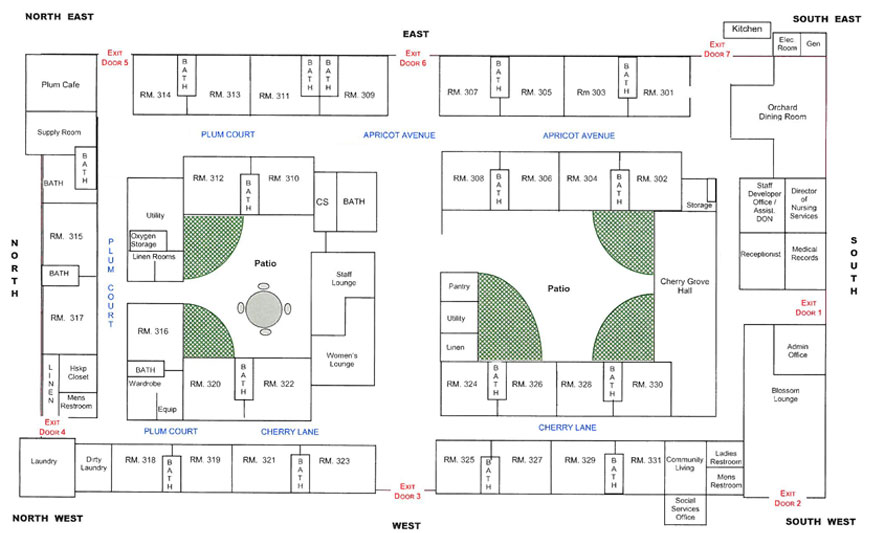 NORTH EAST
SOUTH EAST
EAST
Kitchen
Elec
Room
Gen
EXIT
DOOR 5
EXIT
DOOR 6
EXIT
DOOR 7
Plum Cafe
RM. 314
BATH
RM. 313
RM. 311
BATH
BATH
RM. 309
RM. 307
BATH
RM. 305
Rm 303
BATH
RM. 301
Orchard
Dining Room
Supply Room
PLUM COURT
APRICOT AVENUE
APRICOT AVENUE
BATH
BATH
RM. 312
BATH
RM. 310
RM. 308
BATH
RM. 306
RM. 304
BATH
RM. 302
Storage
CS
BATH
Staff
Developer
Office /
Assist.
DON
Director
of
Nursing
Services
Utility
Oxygen
Storage
Linen Rooms
RM. 315
NORTH
PLUM COURT
Patio
Staff
Lounge
Receptionist
Medical
Records
SOUTH
BATH
RM. 317
Pantry
Utility
Linen
Patio
Cherry Grove
Hall
EXIT
DOOR 1
RM. 316
BATH
Wardrobe
Equip
RM. 320
BATH
RM. 322
Women's
Lounge
RM. 324
BATH
RM. 326
RM. 328
BATH
RM. 330
Admin
Office
Blossom
Lounge
LINEN
Hskp
Closet
Mens
Restroom
EXIT
DOOR 4
PLUM COURT
CHERRY LANE
CHERRY LANE
Laundry
Dirty
Laundry
RM. 318
BATH
RM. 319
RM. 321
BATH
RM. 323
RM. 325
BATH
RM. 327
RM. 329
BATH
RM. 331
Community
Living
Ladies
Restroom
Mons
Restroom
EXIT
DOOR 3
Social
Services
Office
EXIT
DOOR 2
NORTH WEST
WEST
SOUTH WEST